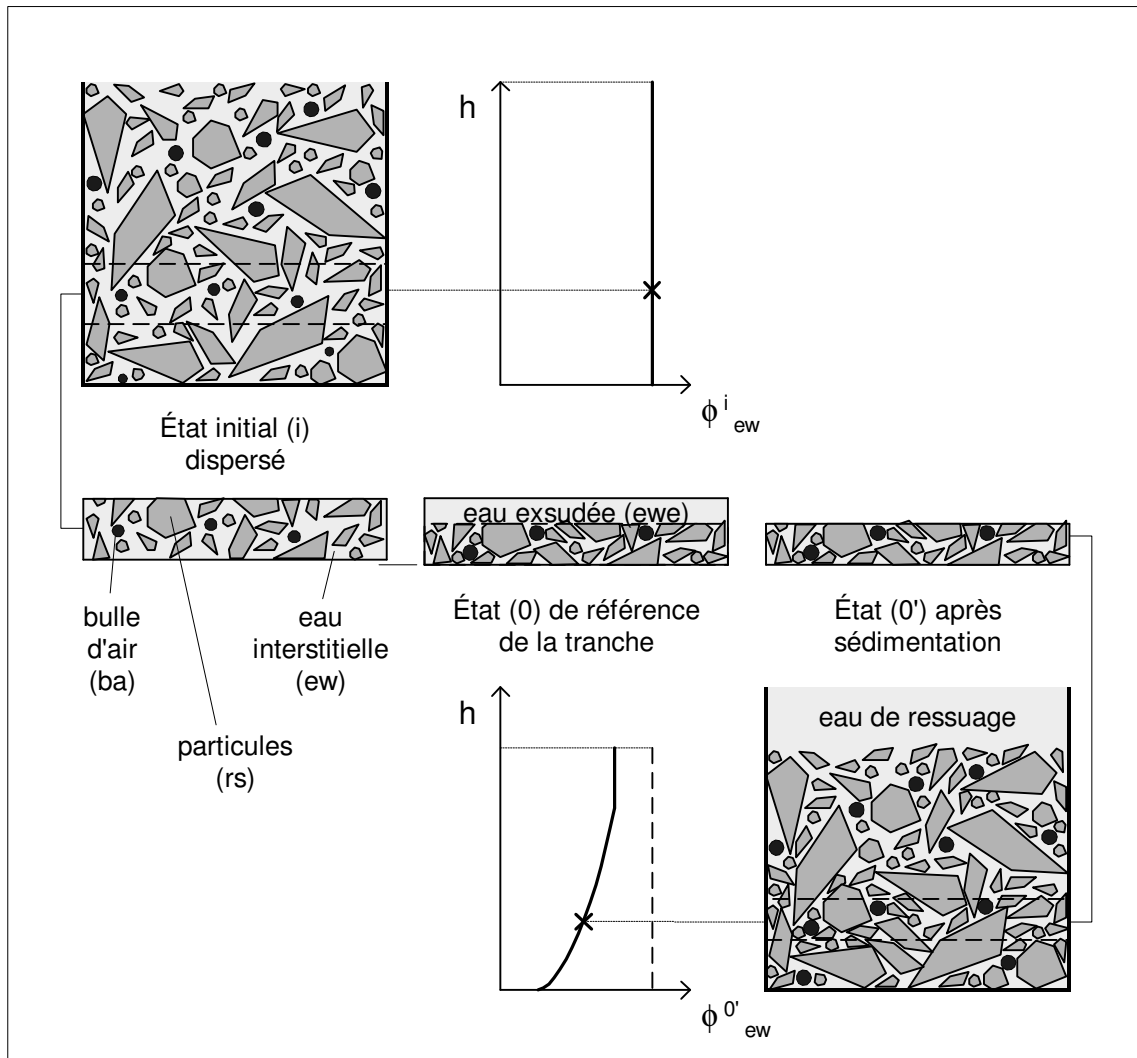 h
ϕ i ew
État initial (i)
dispersé
eau exsudée (ewe)
bulle
d'air
(ba)
eau
interstitielle
(ew)
État (0) de référence
de la tranche
État (0') après
sédimentation
particules
(rs)
h
eau de ressuage
ϕ 0' ew